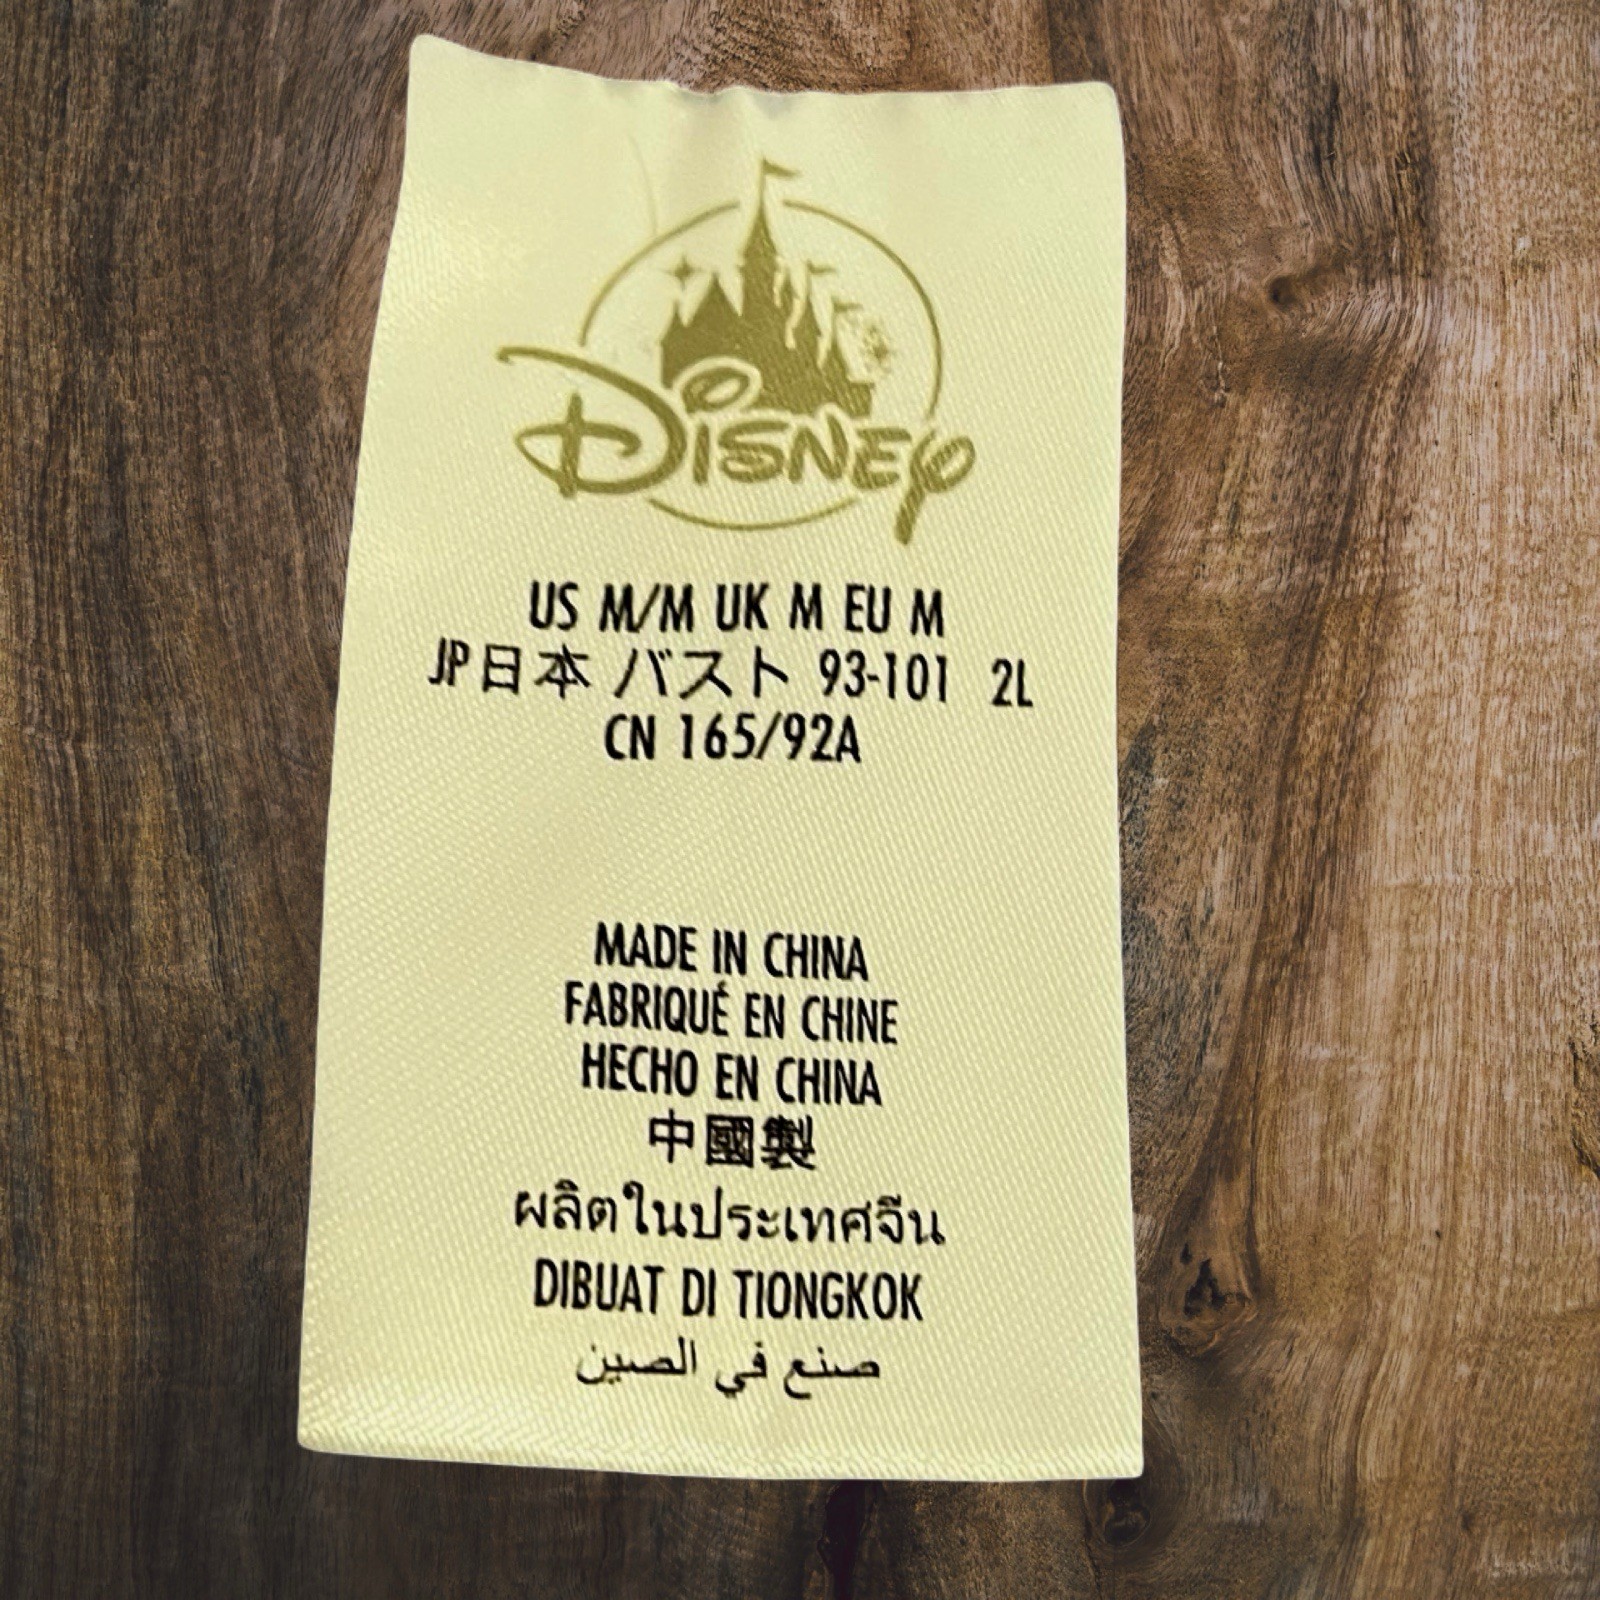 Disney
US M/M UK M EU M
JP日本 バスト 93-101 2L
CN 165/92A
MADE IN CHINA
FABRIQUÉ EN CHINE
HECHO EN CHINA
中國製
ผลิตในประเทศจีน
DIBUAT DI TIONGKOK
صنع في الصين